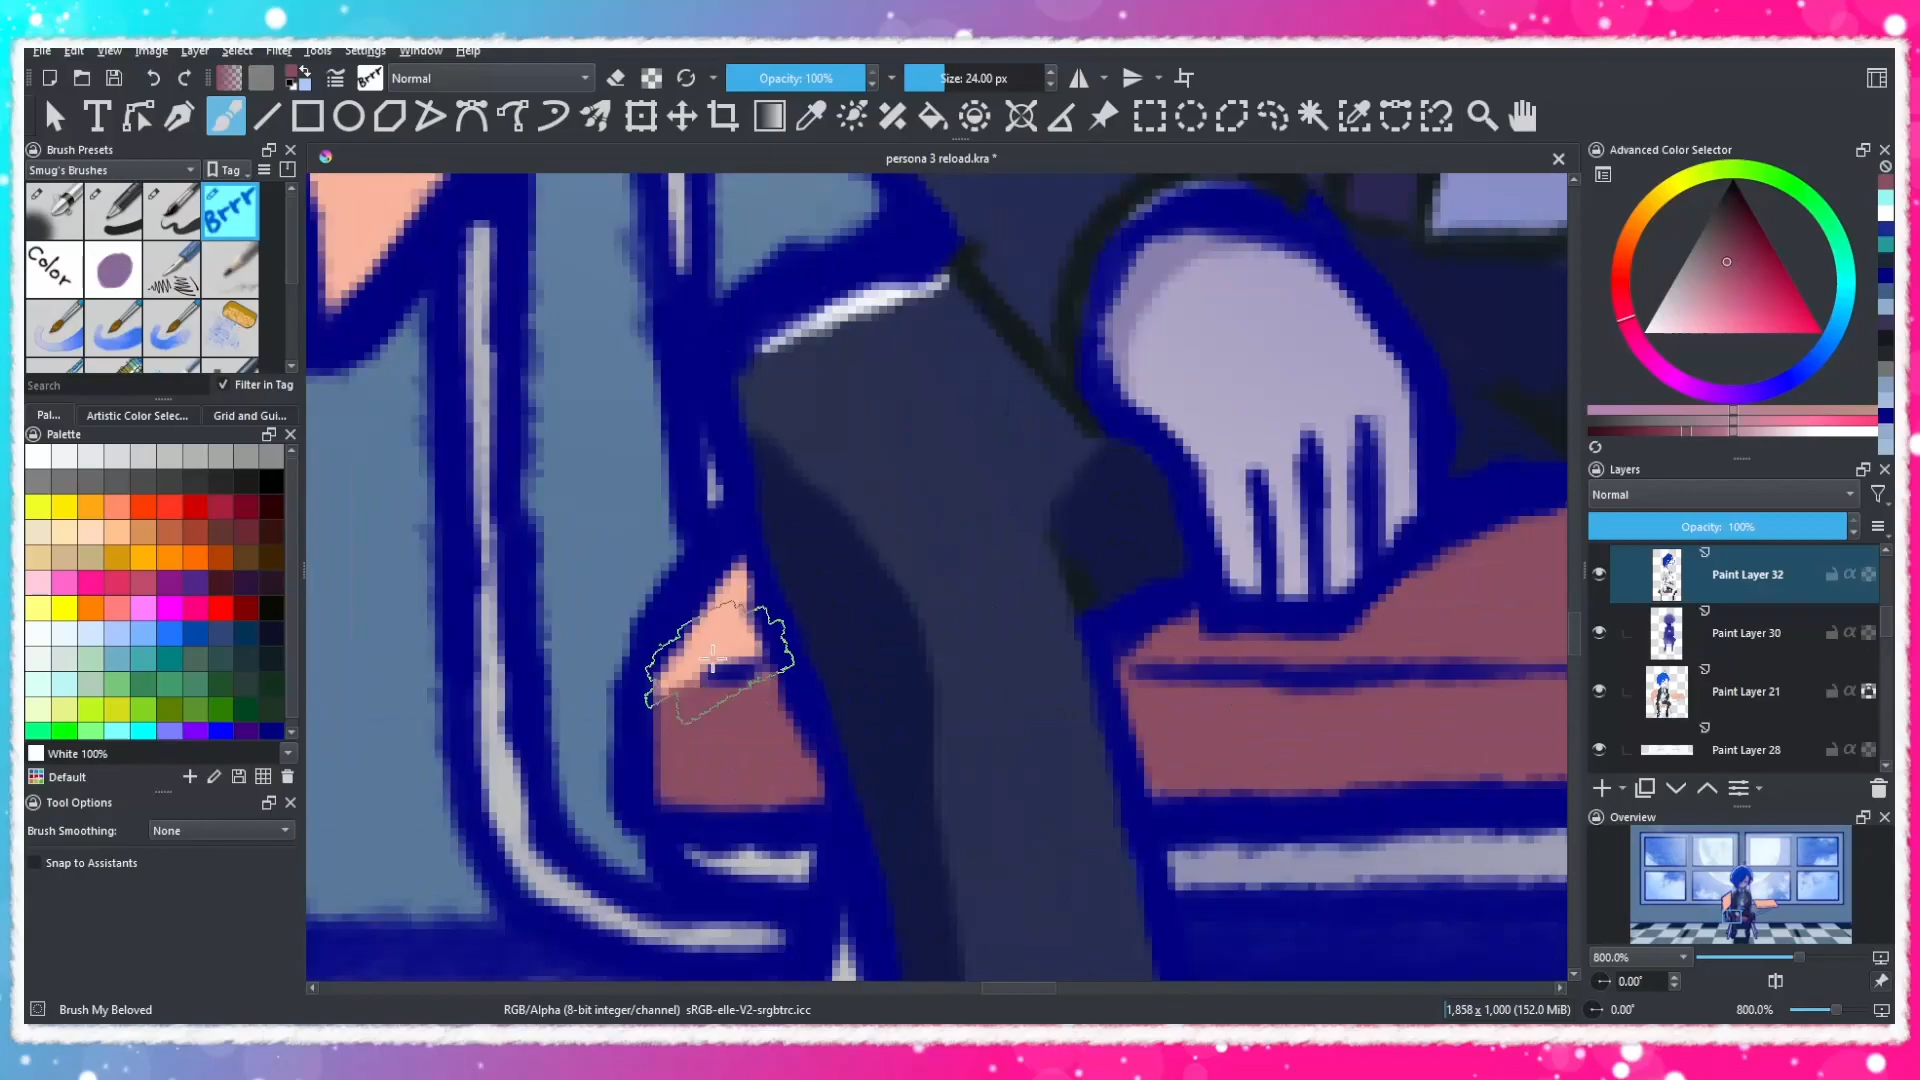 File Edit View Image Layer Select Filter Tools Settings Window Help
Brrr Normal Opacity: 100% Size: 24.00 px
Brush Presets
Smug's Brushes Tag
Brrr
Color
Search Filter in Tag
Pal... Artistic Color Selec... Grid and Gui...
Palette
White 100%
Default
Tool Options
Brush Smoothing: None
Snap to Assistants
Brush My Beloved
persona 3 reload.kra *
RGB/Alpha (8-bit integer/channel) sRGB-elle-V2-srgbtrc.icc
1,858 x 1,000 (152.0 MiB) 0.00° 800.0%
Advanced Color Selector
Layers
Normal
Opacity: 100%
Paint Layer 32
Paint Layer 30
Paint Layer 21
Paint Layer 28
Overview
800.0%
0.00°